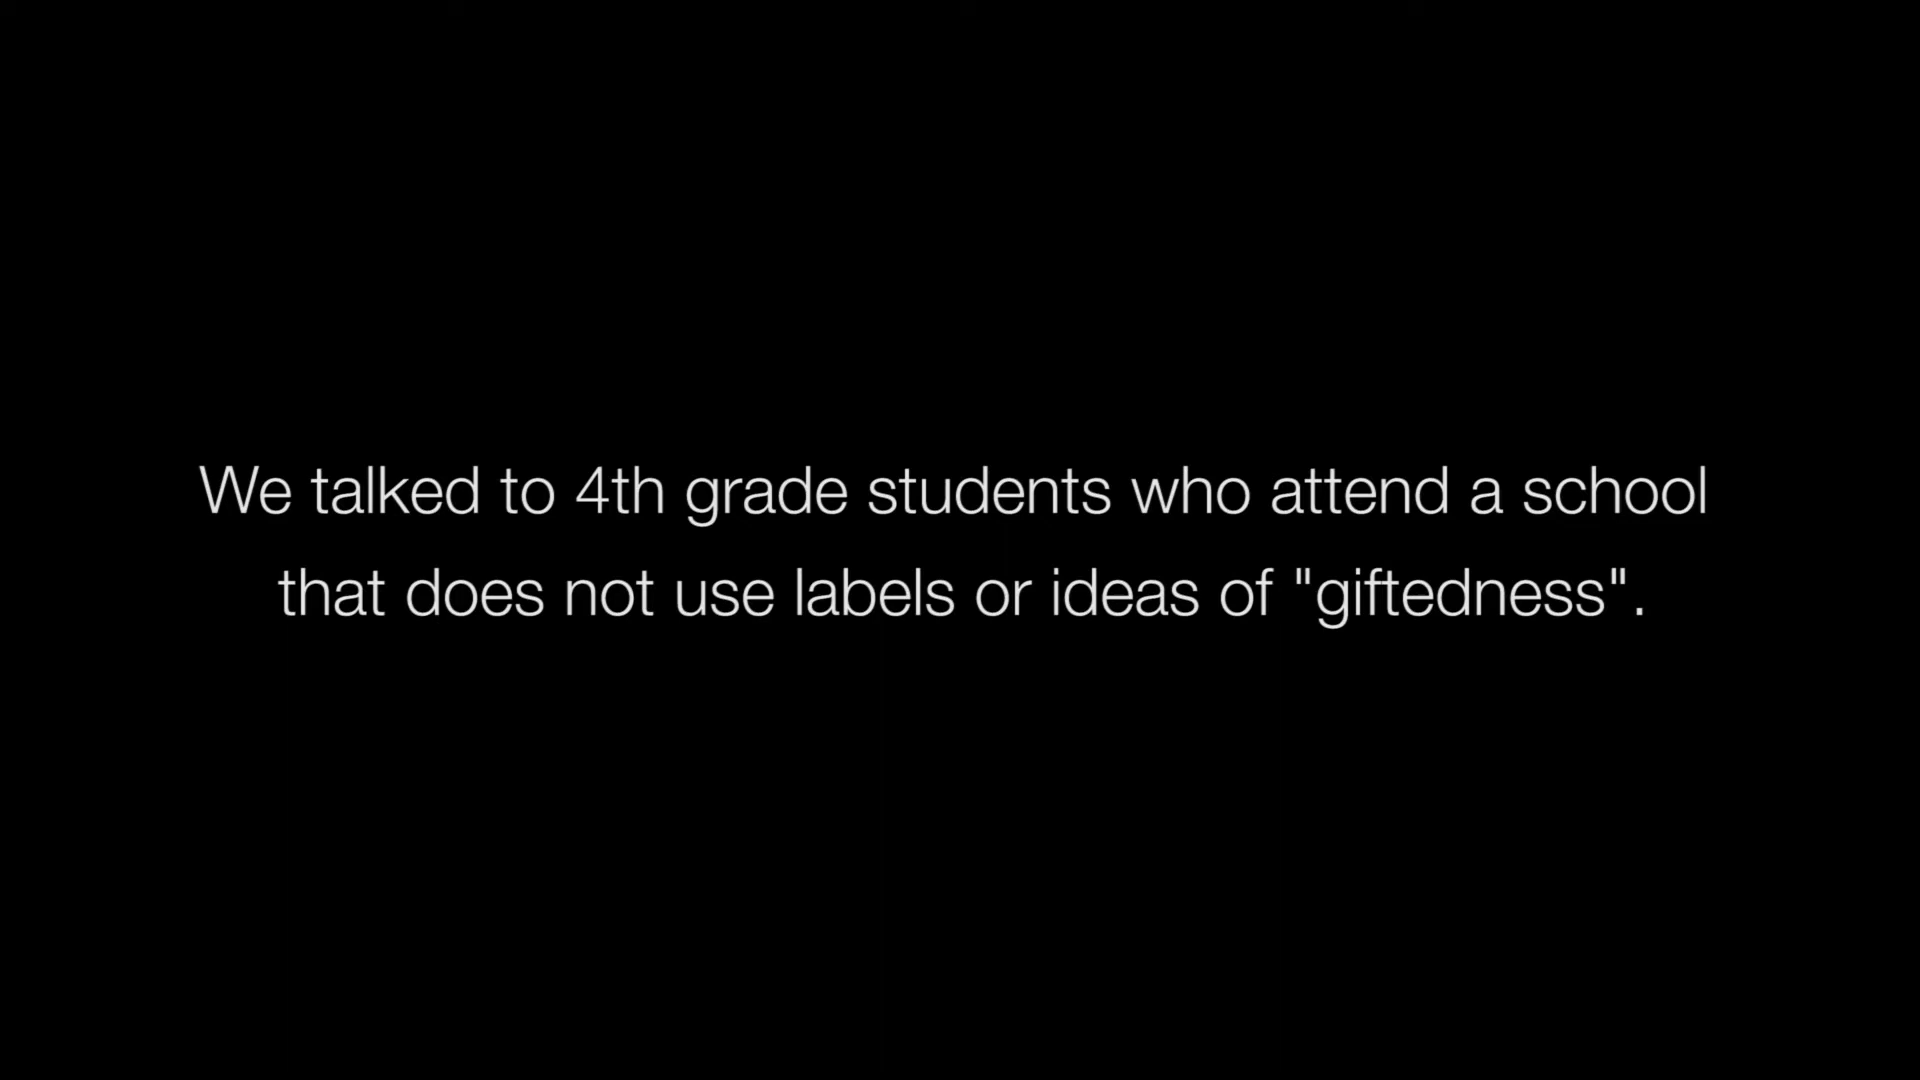 We talked to 4th grade students who attend a school
that does not use labels or ideas of "giftedness".